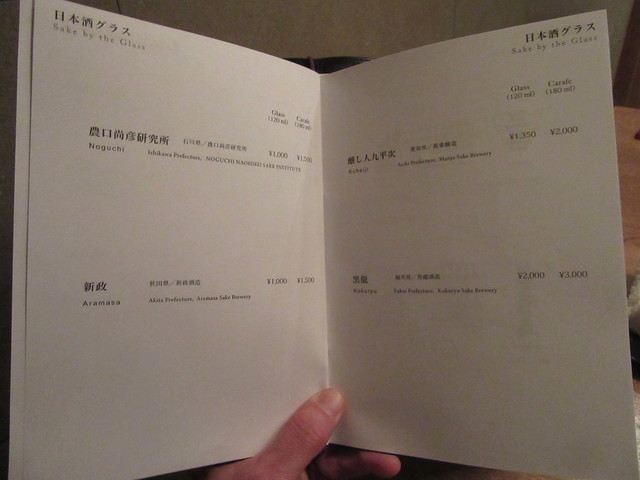 日本酒グラス
Sake by the Glass
Glass Carafe
(120 ml) (180 ml)
農口尚彦研究所 石川県／農口尚彦研究所 ¥1,000 ¥1,500
Noguchi Ishikawa Prefecture, NOGUCHI NAOHIKO SAKE INSTITUTE
新政 秋田県／新政酒造 ¥1,000 ¥1,500
Aramasa Akita Prefecture, Aramasa Sake Brewery
日本酒グラス
Sake by the Glass
Glass Carafe
(120 ml) (180 ml)
醸し人九平次 愛知県／萬乗醸造 ¥1,350 ¥2,000
Kuheiji Aichi Prefecture, Sake Brewery
黒龍 福井県／黒龍酒造 ¥2,000 ¥3,000
Kokuryu Fukui Prefecture, Kokuryu Sake Brewery